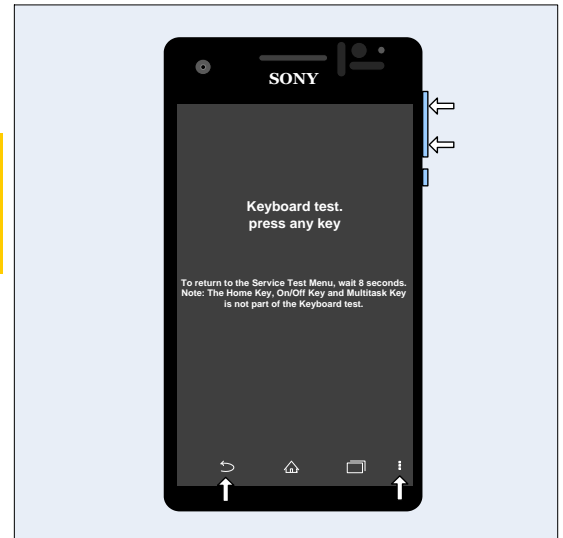 SONY
Keyboard test.
press any key
To return to the Service Test Menu, wait 8 seconds.
Note: The Home Key, On/Off Key and Multitask Key
is not part of the Keyboard test.